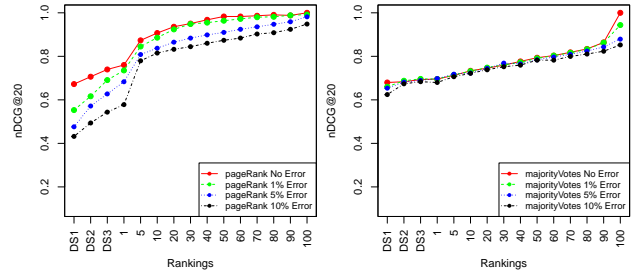 1.0
0.8
0.6
0.4
0.2
nDCG@20
pageRank No Error
pageRank 1% Error
pageRank 5% Error
pageRank 10% Error
DS1 DS2 DS3 1 5 10 20 30 40 50 60 70 80 90 100
Rankings
1.0
0.8
0.6
0.4
0.2
nDCG@20
majorityVotes No Error
majorityVotes 1% Error
majorityVotes 5% Error
majorityVotes 10% Error
DS1 DS2 DS3 1 5 10 20 30 40 50 60 70 80 90 100
Rankings